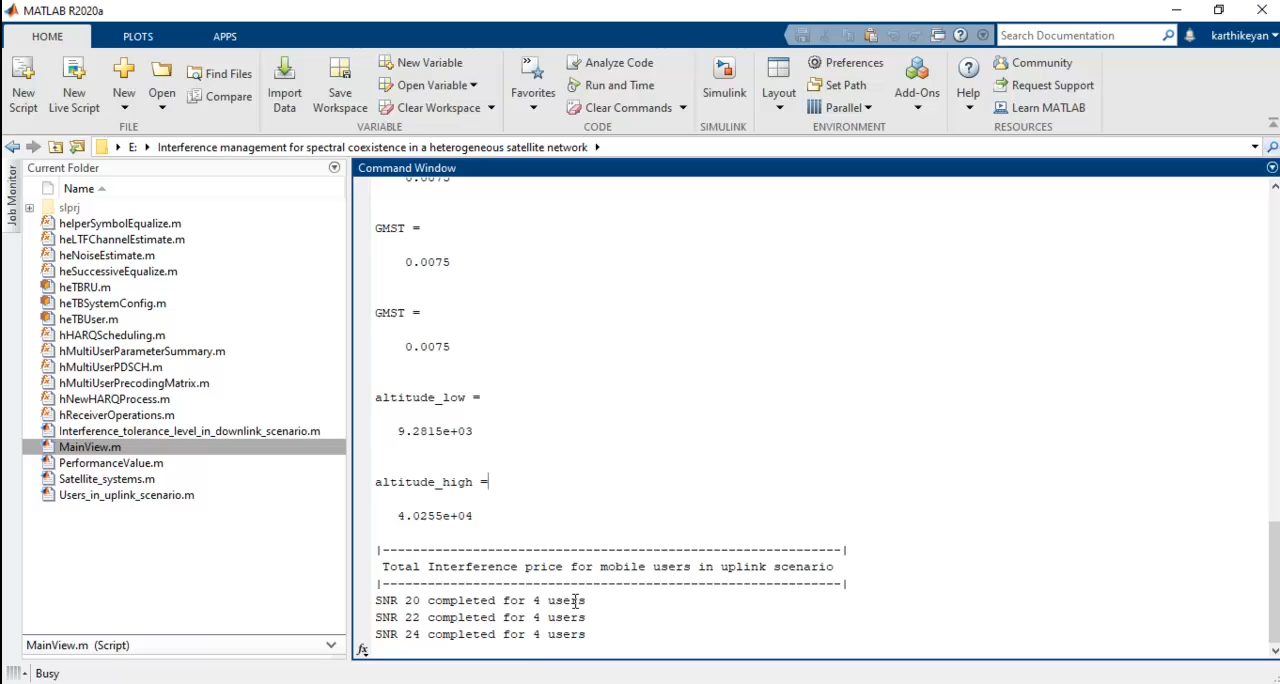 MATLAB R2020a
HOME PLOTS APPS Search Documentation karthikeyan
New Script New Live Script New Open Find Files Compare
FILE
Import Data Save Workspace New Variable Open Variable Clear Workspace
VARIABLE
Favorites Analyze Code Run and Time Clear Commands
CODE
Simulink
SIMULINK
Layout Preferences Set Path Parallel Add-Ons
ENVIRONMENT
Help Community Request Support Learn MATLAB
RESOURCES
E: Interference management for spectral coexistence in a heterogeneous satellite network
Job Monitor
Current Folder
Name
slprj
helperSymbolEqualize.m
heLTFChannelEstimate.m
heNoiseEstimate.m
heSuccessiveEqualize.m
heTBRU.m
heTBSystemConfig.m
heTBUser.m
hHARQScheduling.m
hMultiUserParameterSummary.m
hMultiUserPDSCH.m
hMultiUserPrecodingMatrix.m
hNewHARQProcess.m
hReceiverOperations.m
Interference_tolerance_level_in_downlink_scenario.m
MainView.m
PerformanceValue.m
Satellite_systems.m
Users_in_uplink_scenario.m
MainView.m (Script)
Busy
Command Window
0.0075
GMST =
0.0075
GMST =
0.0075
altitude_low =
9.2815e+03
altitude_high =
4.0255e+04
|-------------------------------------------------------------|
Total Interference price for mobile users in uplink scenario
|-------------------------------------------------------------|
SNR 20 completed for 4 users
SNR 22 completed for 4 users
SNR 24 completed for 4 users
fx